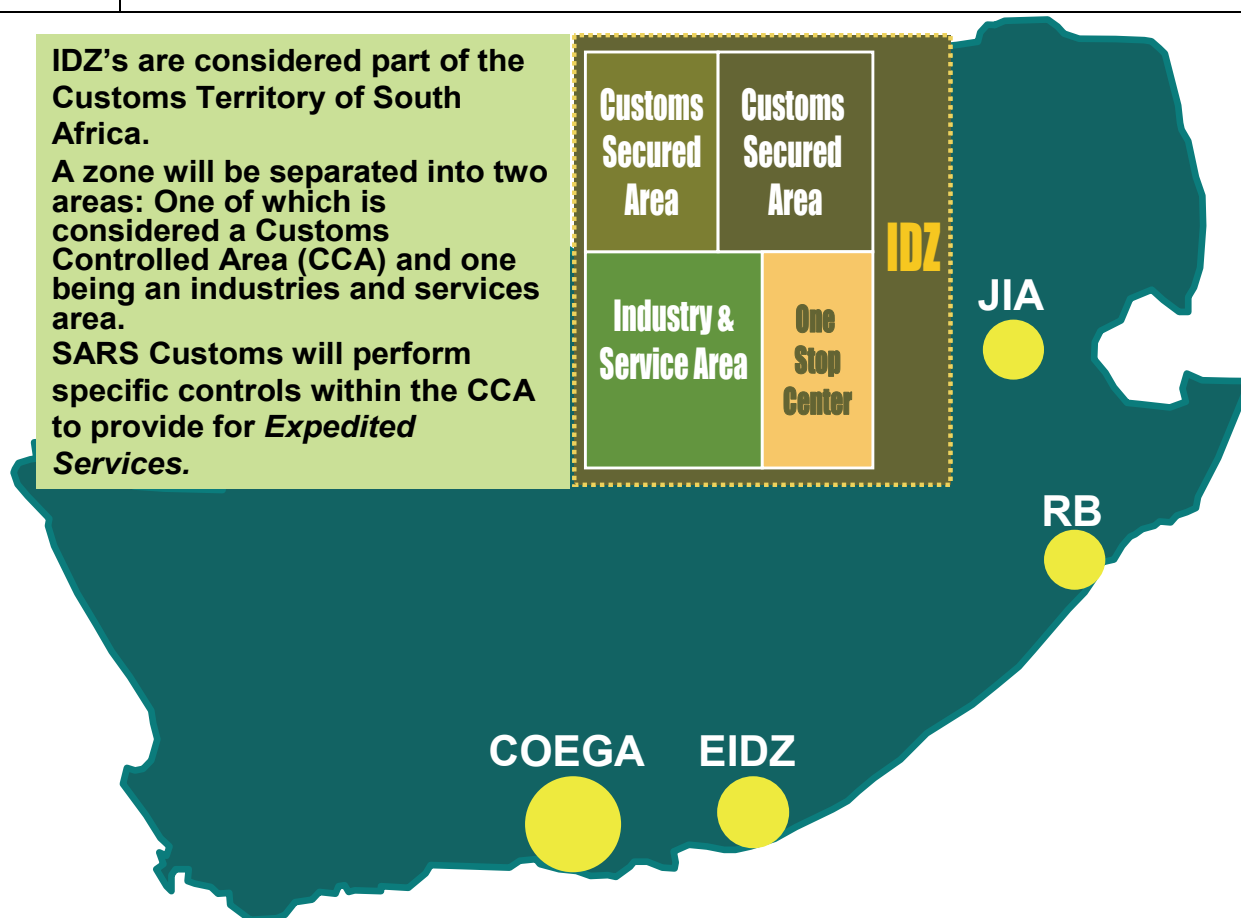 IDZ's are considered part of the
Customs Territory of South
Africa.
A zone will be separated into two
areas: One of which is
considered a Customs
Controlled Area (CCA) and one
being an industries and services
area.
SARS Customs will perform
specific controls within the CCA
to provide for Expedited
Services.
Customs
Secured
Area
Customs
Secured
Area
IDZ
Industry &
Service Area
One
Stop
Center
JIA
RB
COEGA
EIDZ